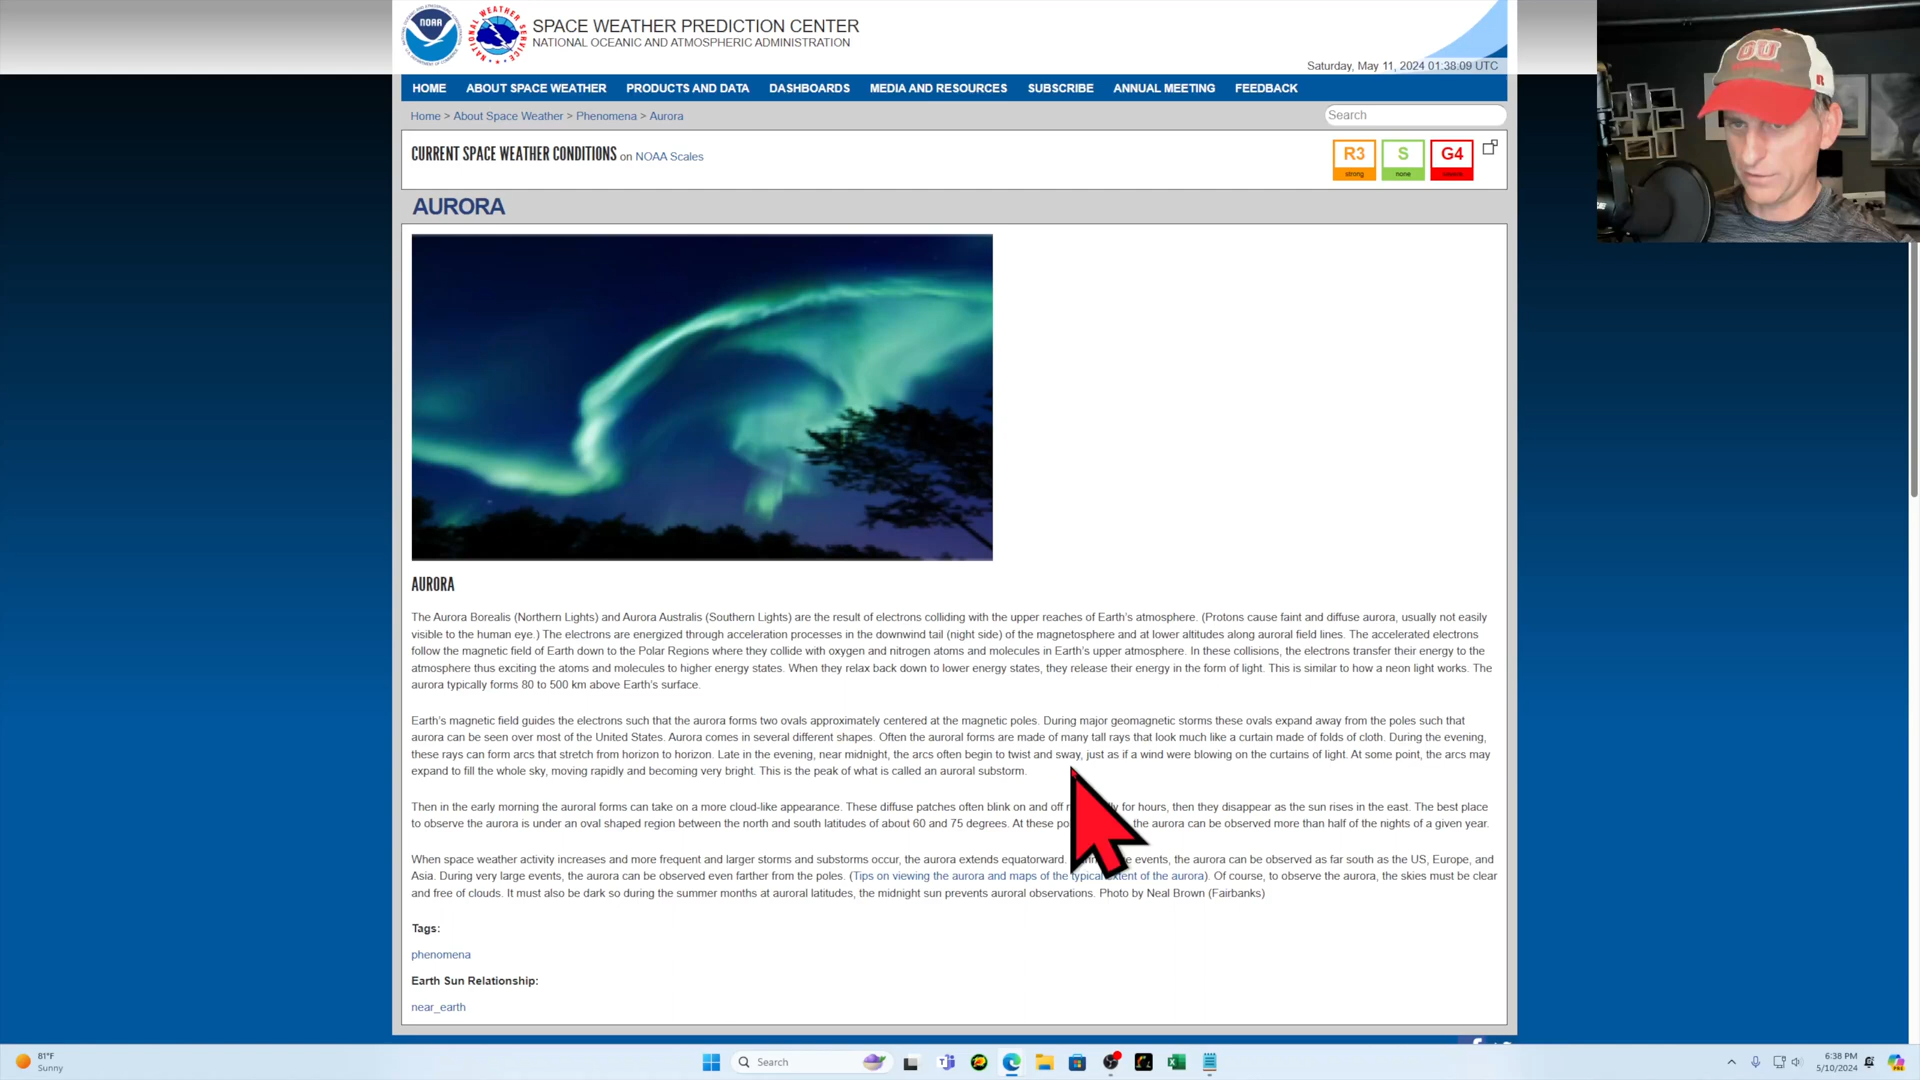 SPACE WEATHER PREDICTION CENTER
NATIONAL OCEANIC AND ATMOSPHERIC ADMINISTRATION
NOAA
Saturday, May 11, 2024 01:38:09 UTC
HOME ABOUT SPACE WEATHER PRODUCTS AND DATA DASHBOARDS MEDIA AND RESOURCES SUBSCRIBE ANNUAL MEETING FEEDBACK
Home > About Space Weather > Phenomena > Aurora
Search
CURRENT SPACE WEATHER CONDITIONS on NOAA Scales
R3 S G4
strong none
AURORA
AURORA
The Aurora Borealis (Northern Lights) and Aurora Australis (Southern Lights) are the result of electrons colliding with the upper reaches of Earth's atmosphere. (Protons cause faint and diffuse aurora, usually not easily
visible to the human eye.) The electrons are energized through acceleration processes in the downwind tail (night side) of the magnetosphere and at lower altitudes along auroral field lines. The accelerated electrons
follow the magnetic field of Earth down to the Polar Regions where they collide with oxygen and nitrogen atoms and molecules in Earth's upper atmosphere. In these collisions, the electrons transfer their energy to the
atmosphere thus exciting the atoms and molecules to higher energy states. When they relax back down to lower energy states, they release their energy in the form of light. This is similar to how a neon light works. The
aurora typically forms 80 to 500 km above Earth's surface.
Earth's magnetic field guides the electrons such that the aurora forms two ovals approximately centered at the magnetic poles. During major geomagnetic storms these ovals expand away from the poles such that
aurora can be seen over most of the United States. Aurora comes in several different shapes. Often the auroral forms are made of many tall rays that look much like a curtain made of folds of cloth. During the evening,
these rays can form arcs that stretch from horizon to horizon. Late in the evening, near midnight, the arcs often begin to twist and sway, just as if a wind were blowing on the curtains of light. At some point, the arcs may
expand to fill the whole sky, moving rapidly and becoming very bright. This is the peak of what is called an auroral substorm.
Then in the early morning the auroral forms can take on a more cloud-like appearance. These diffuse patches often blink on and off for hours, then they disappear as the sun rises in the east. The best place
to observe the aurora is under an oval shaped region between the north and south latitudes of about 60 and 75 degrees. At these the aurora can be observed more than half of the nights of a given year.
When space weather activity increases and more frequent and larger storms and substorms occur, the aurora extends equatorward. events, the aurora can be observed as far south as the US, Europe, and
Asia. During very large events, the aurora can be observed even farther from the poles. (Tips on viewing the aurora and maps of the typical extent of the aurora). Of course, to observe the aurora, the skies must be clear
and free of clouds. It must also be dark so during the summer months at auroral latitudes, the midnight sun prevents auroral observations. Photo by Neal Brown (Fairbanks)
Tags:
phenomena
Earth Sun Relationship:
near_earth
81°F
Sunny
Search
6:38 PM
5/10/2024